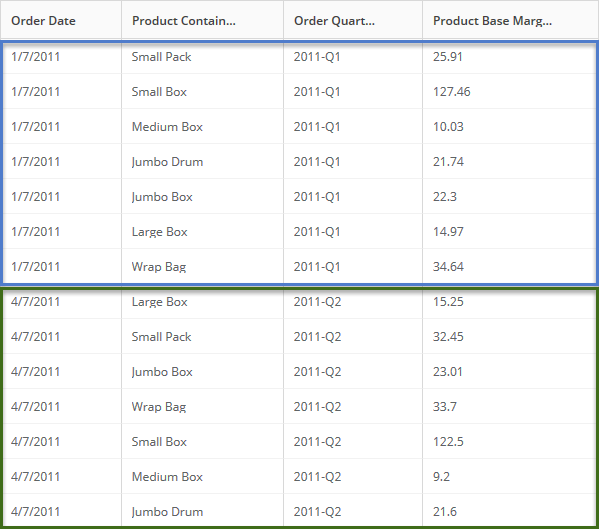 Order Date Product Contain... Order Quart... Product Base Marg...
1/7/2011 Small Pack 2011-Q1 25.91
1/7/2011 Small Box 2011-Q1 127.46
1/7/2011 Medium Box 2011-Q1 10.03
1/7/2011 Jumbo Drum 2011-Q1 21.74
1/7/2011 Jumbo Box 2011-Q1 22.3
1/7/2011 Large Box 2011-Q1 14.97
1/7/2011 Wrap Bag 2011-Q1 34.64
4/7/2011 Large Box 2011-Q2 15.25
4/7/2011 Small Pack 2011-Q2 32.45
4/7/2011 Jumbo Box 2011-Q2 23.01
4/7/2011 Wrap Bag 2011-Q2 33.7
4/7/2011 Small Box 2011-Q2 122.5
4/7/2011 Medium Box 2011-Q2 9.2
4/7/2011 Jumbo Drum 2011-Q2 21.6